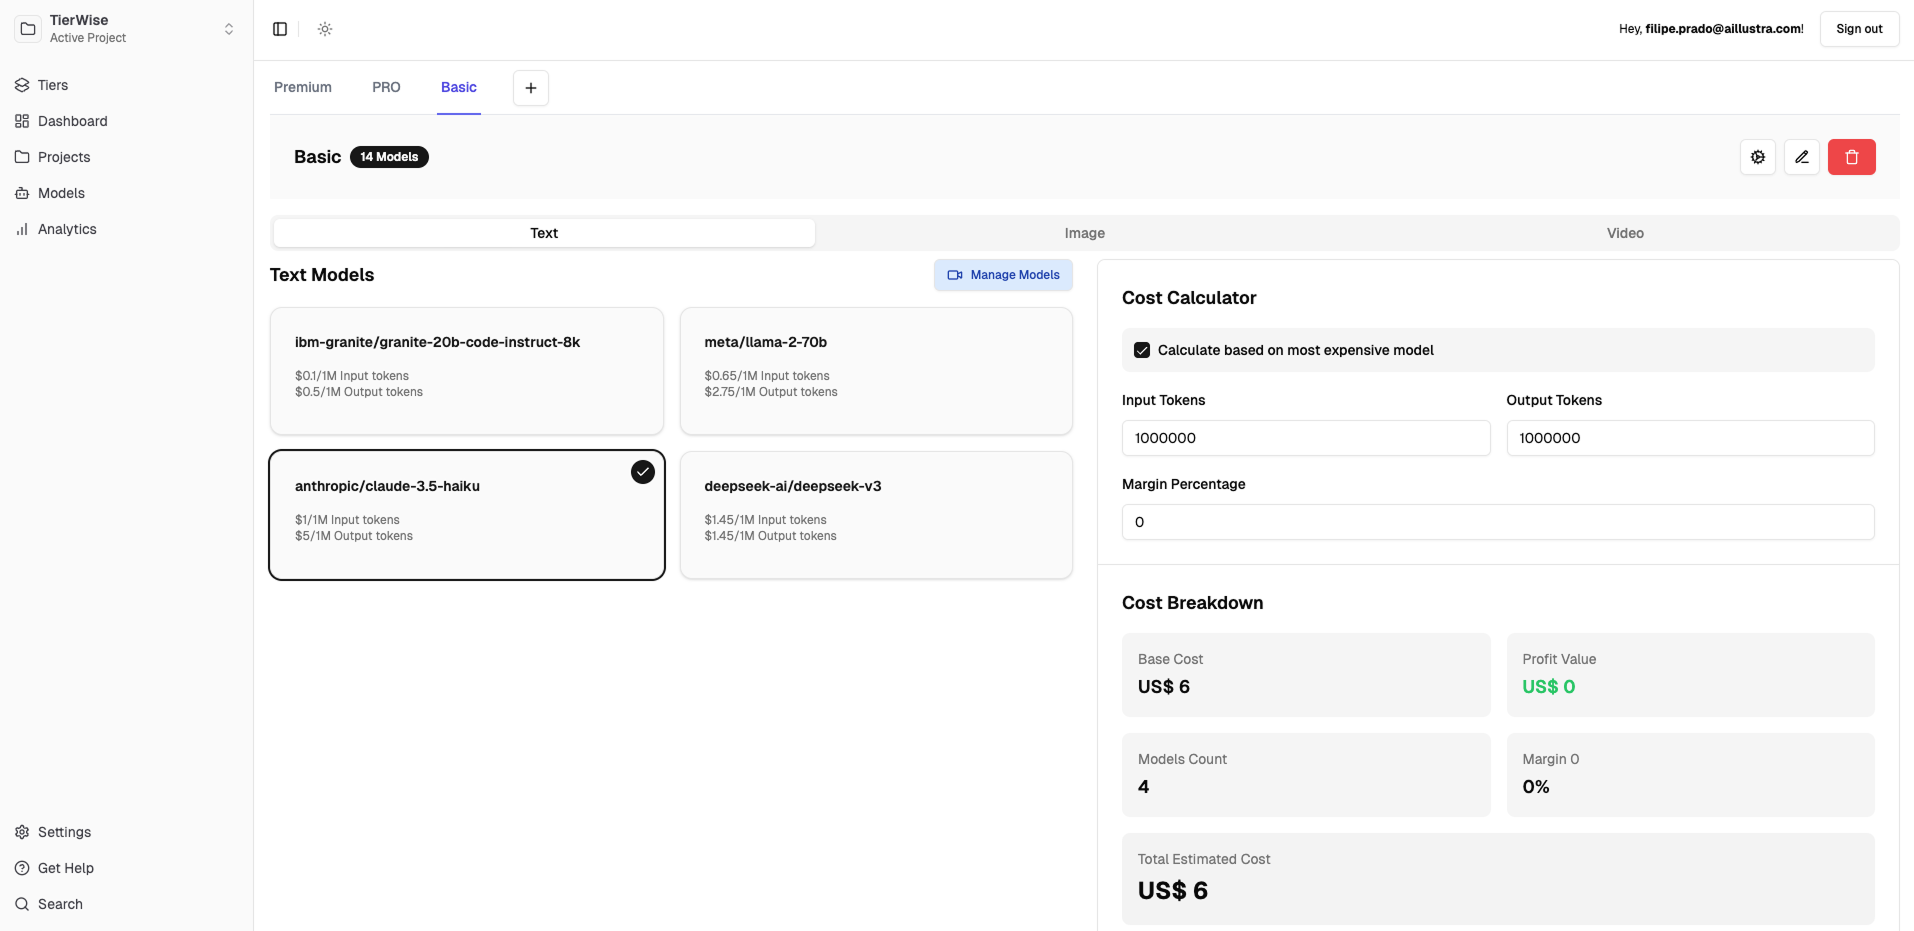 TierWise
Active Project
Tiers
Dashboard
Projects
Models
Analytics
Settings
Get Help
Search
Hey, filipe.prado@aillustra.com!
Sign out
Premium
PRO
Basic
Basic
14 Models
Text
Image
Video
Text Models
Manage Models
ibm-granite/granite-20b-code-instruct-8k
$0.1/1M Input tokens
$0.5/1M Output tokens
meta/llama-2-70b
$0.65/1M Input tokens
$2.75/1M Output tokens
anthropic/claude-3.5-haiku
$1/1M Input tokens
$5/1M Output tokens
deepseek-ai/deepseek-v3
$1.45/1M Input tokens
$1.45/1M Output tokens
Cost Calculator
Calculate based on most expensive model
Input Tokens
1000000
Output Tokens
1000000
Margin Percentage
0
Cost Breakdown
Base Cost
US$ 6
Profit Value
US$ 0
Models Count
4
Margin 0
0%
Total Estimated Cost
US$ 6